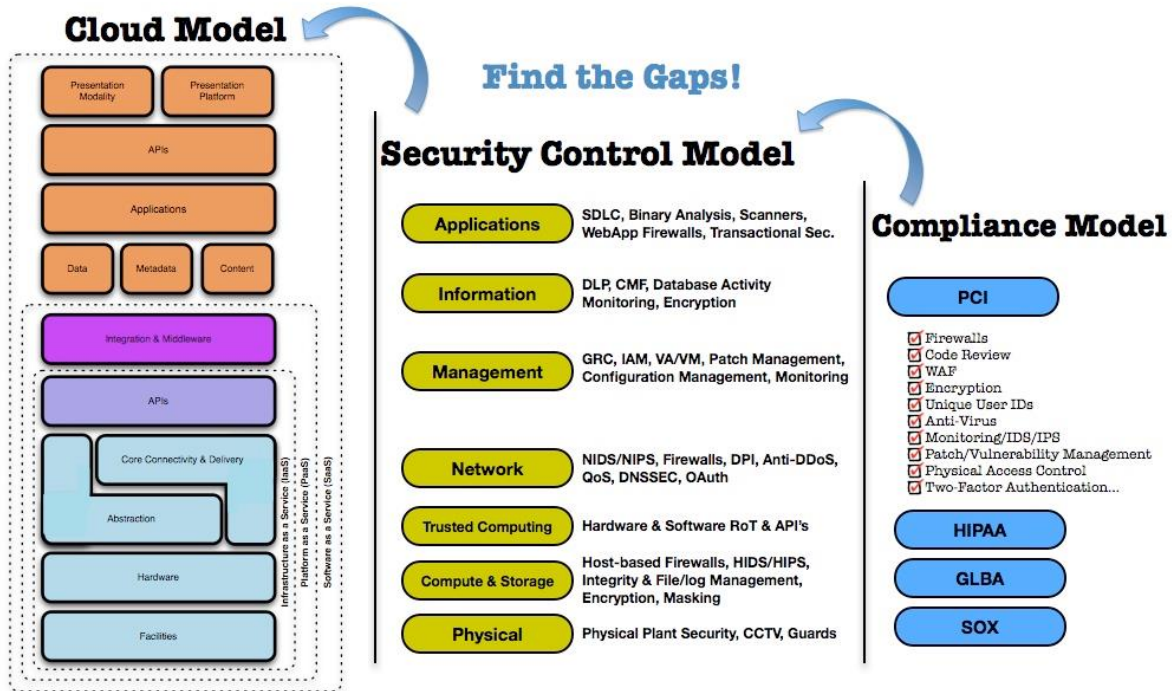 Cloud Model
Find the Gaps!
Presentation
Modality
Presentation
Platform
APIs
Applications
Data
Metadata
Content
Integration & Middleware
APIs
Core Connectivity & Delivery
Abstraction
Hardware
Facilities
Infrastructure as a Service (IaaS)
Platform as a Service (PaaS)
Software as a Service (SaaS)
Security Control Model
Applications
SDLC, Binary Analysis, Scanners,
WebApp Firewalls, Transactional Sec.
Information
DLP, CMF, Database Activity
Monitoring, Encryption
Management
GRC, IAM, VA/VM, Patch Management,
Configuration Management, Monitoring
Network
NIDS/NIPS, Firewalls, DPI, Anti-DDoS,
QoS, DNSSEC, OAuth
Trusted Computing
Hardware & Software RoT & API's
Compute & Storage
Host-based Firewalls, HIDS/HIPS,
Integrity & File/log Management,
Encryption, Masking
Physical
Physical Plant Security, CCTV, Guards
Compliance Model
PCI
Firewalls
Code Review
WAF
Encryption
Unique User IDs
Anti-Virus
Monitoring/IDS/IPS
Patch/Vulnerability Management
Physical Access Control
Two-Factor Authentication...
HIPAA
GLBA
SOX